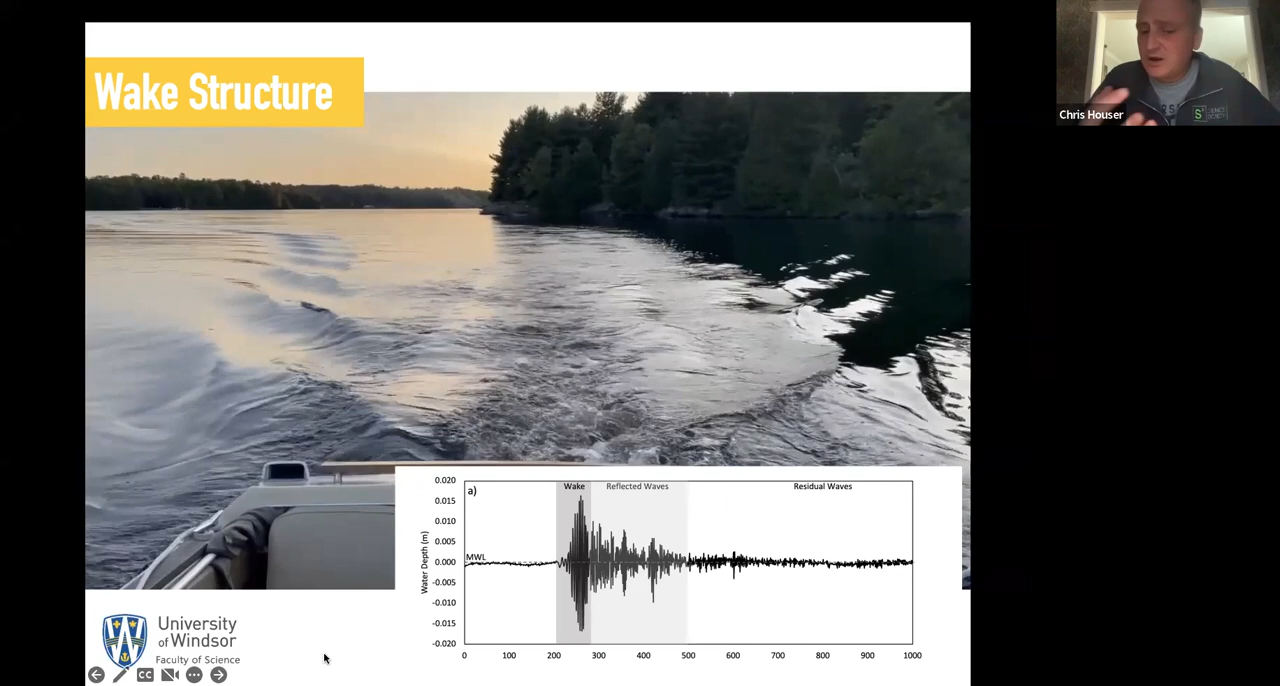 Wake Structure
Chris Houser
0.020
0.015
0.010
0.005
0.000
-0.005
-0.010
-0.015
-0.020
Water Depth (m)
a)
Wake
Reflected Waves
Residual Waves
MWL
0 100 200 300 400 500 600 700 800 900 1000
University
of Windsor
Faculty of Science
CC